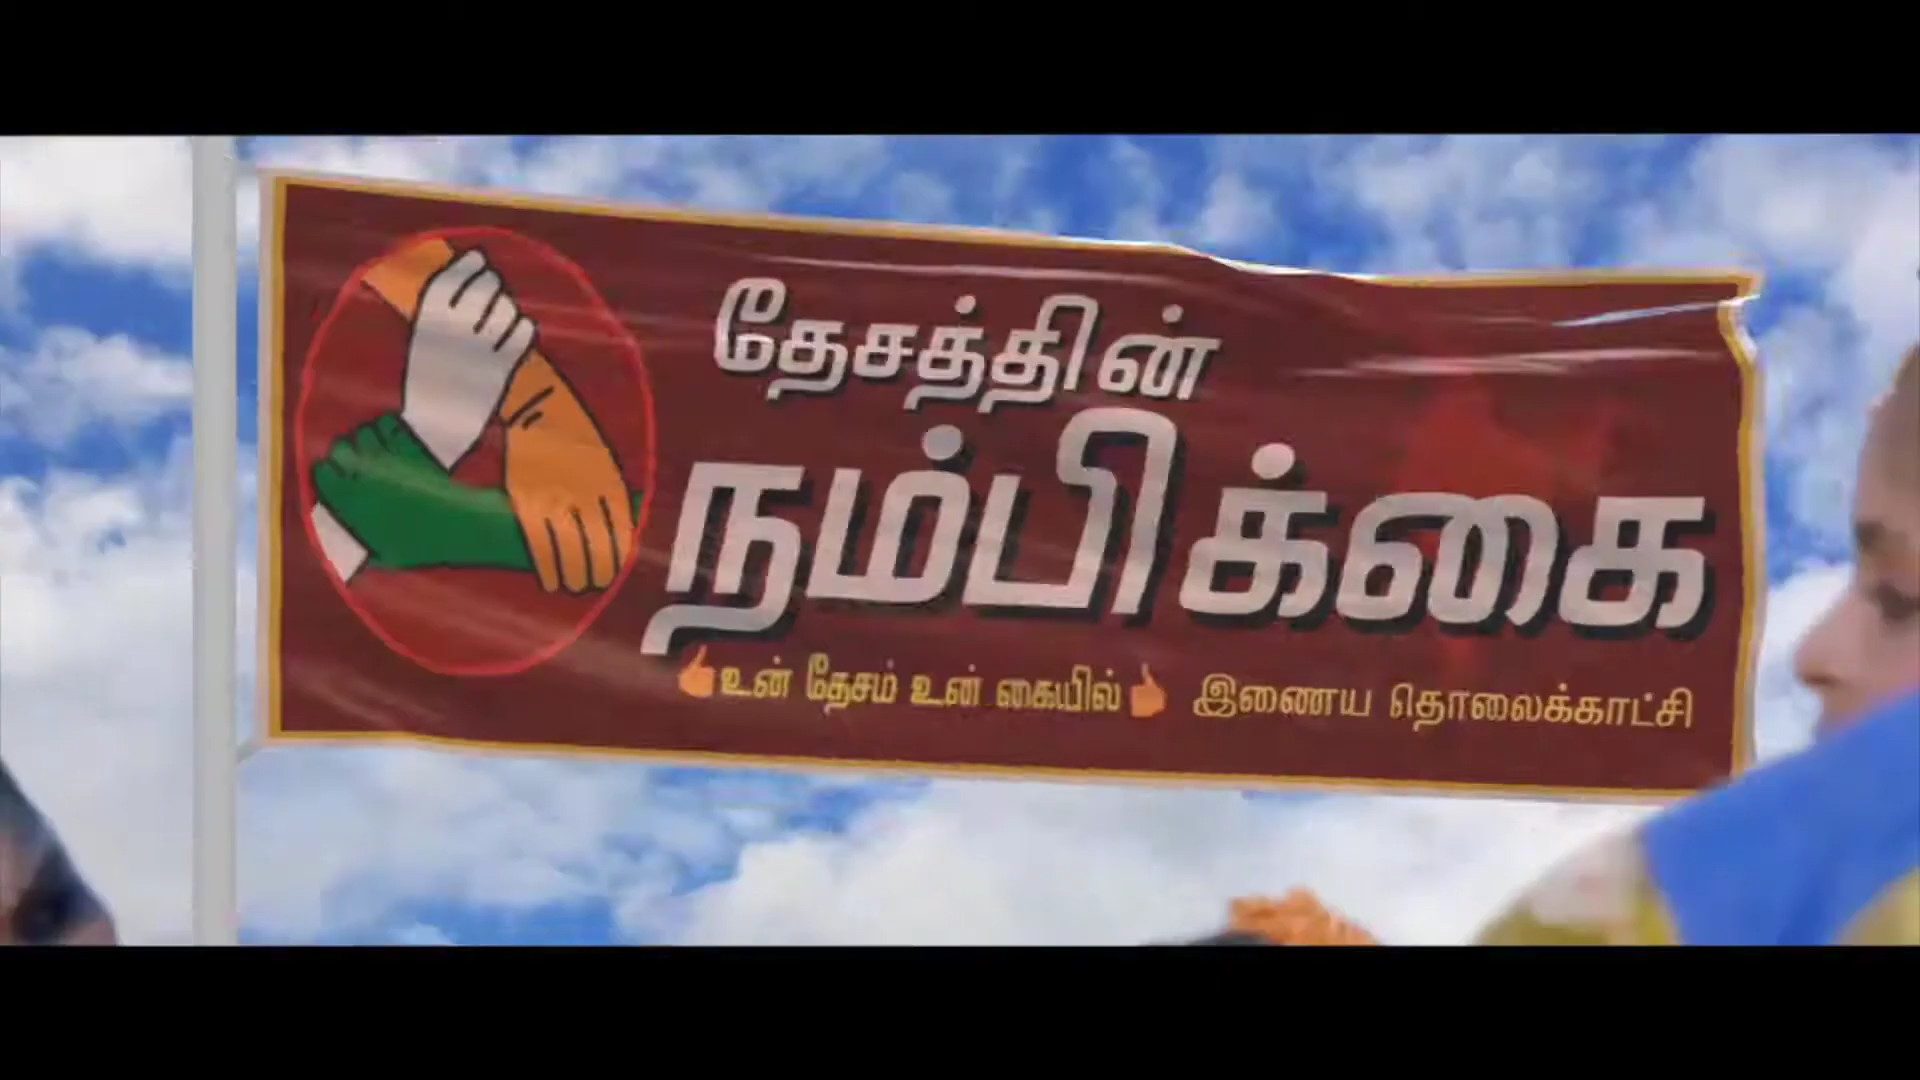 தேசத்தின்
நம்பிக்கை
உன் தேசம் உன் கையில் இணைய தொலைக்காட்சி